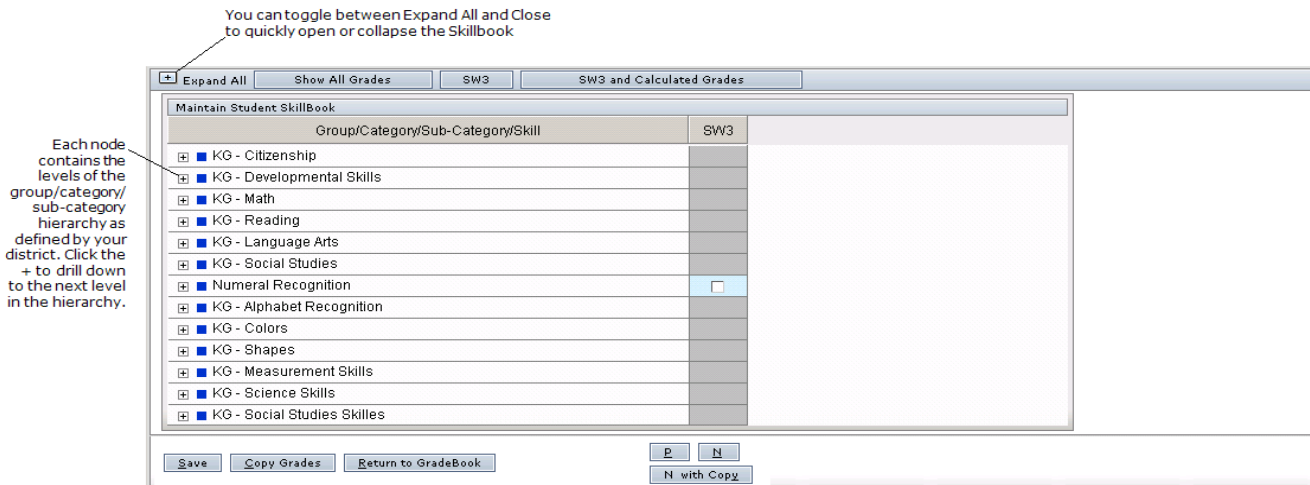 You can toggle between Expand All and Close
to quickly open or collapse the Skillbook
Expand All Show All Grades SW3 SW3 and Calculated Grades
Maintain Student SkillBook
Group/Category/Sub-Category/Skill SW3
Each node
contains the
levels of the
group/category/
sub-category
hierarchy as
defined by your
district. Click the
+ to drill down
to the next level
in the hierarchy.
KG - Citizenship
KG - Developmental Skills
KG - Math
KG - Reading
KG - Language Arts
KG - Social Studies
Numeral Recognition
KG - Alphabet Recognition
KG - Colors
KG - Shapes
KG - Measurement Skills
KG - Science Skills
KG - Social Studies Skilles
Save Copy Grades Return to GradeBook P N
N with Copy